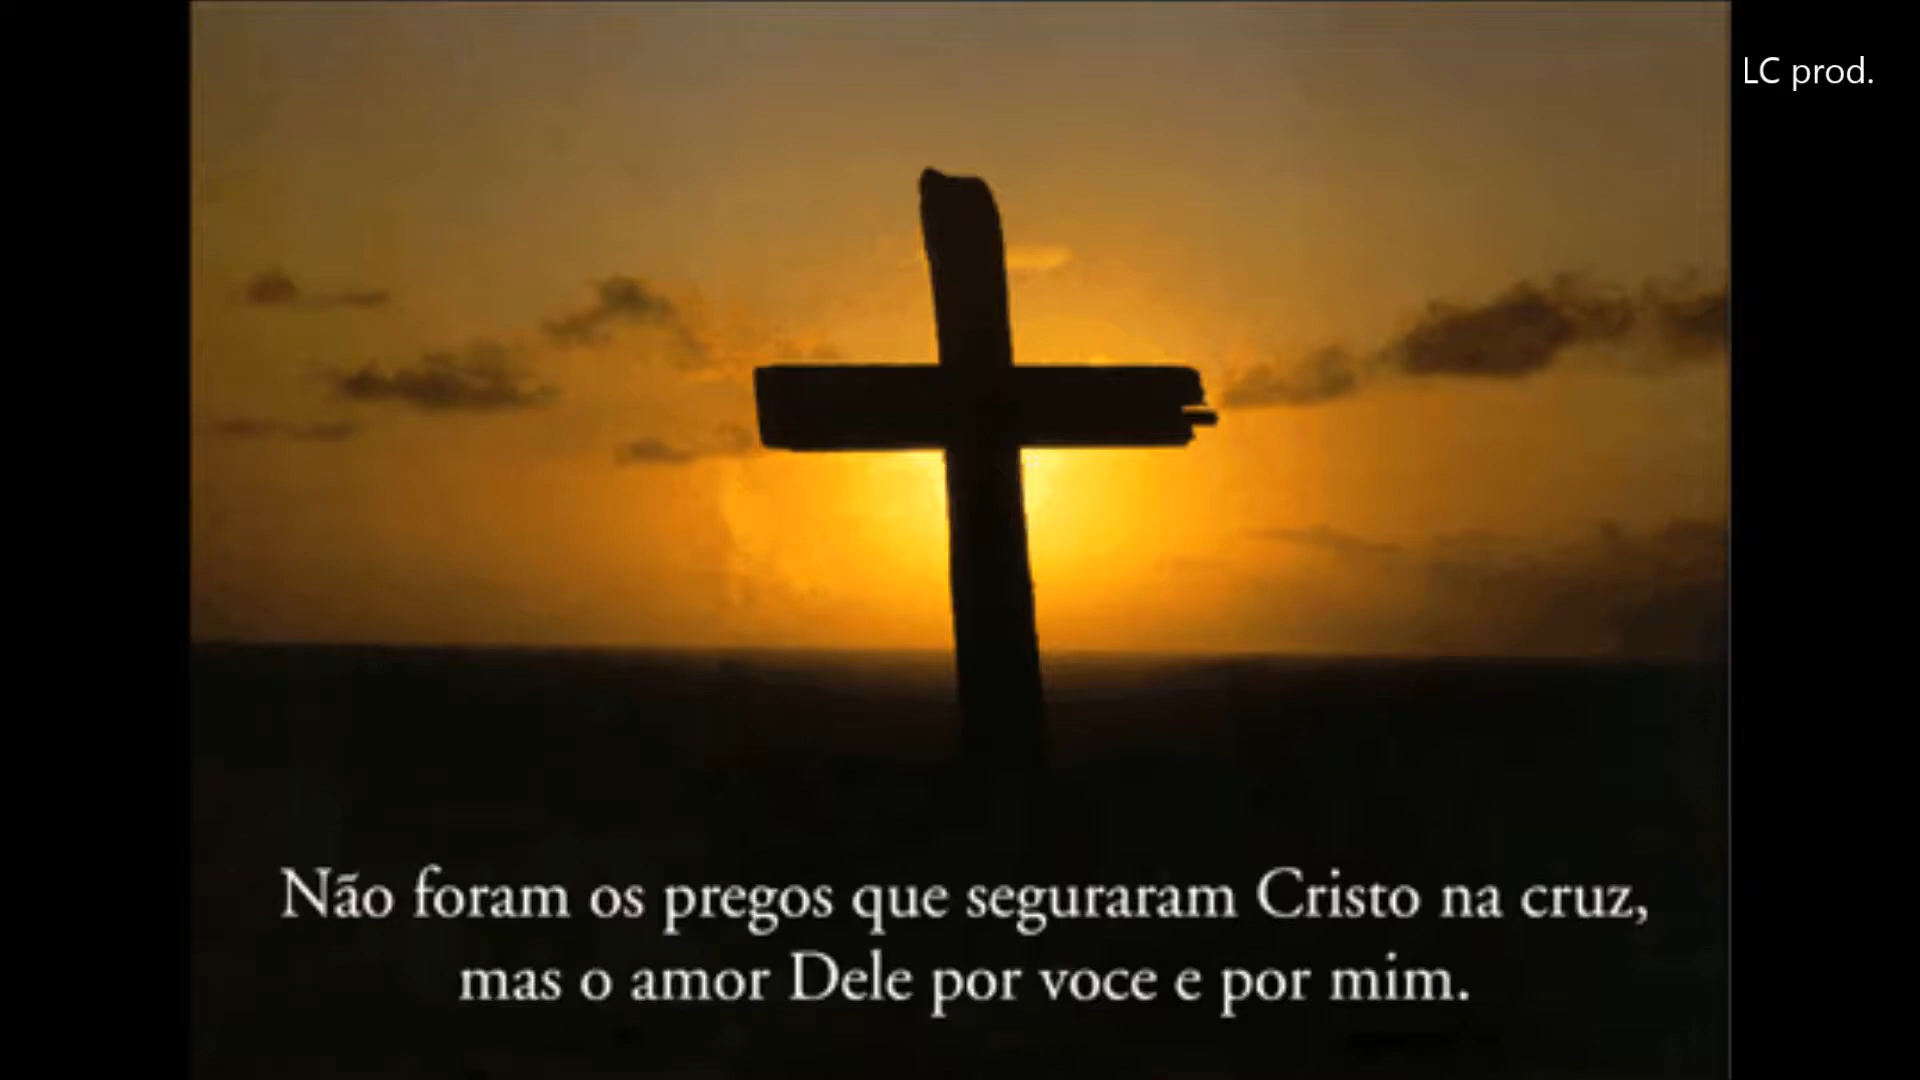 LC prod.
Não foram os pregos que seguraram Cristo na cruz,
mas o amor Dele por voce e por mim.